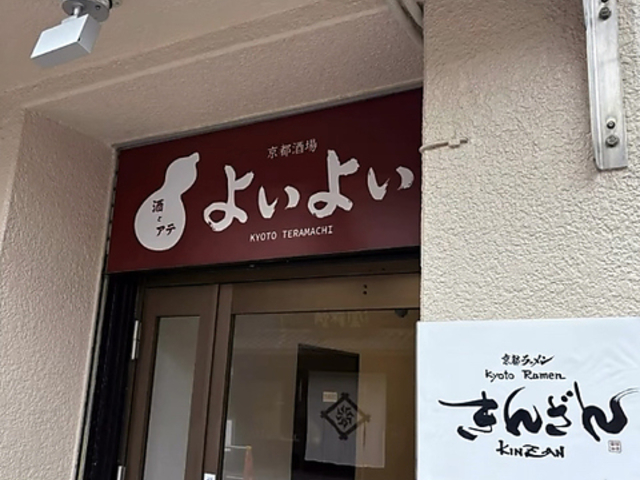 京都酒場
よいよい
KYOTO TERAMACHI
酒
と
アテ
京都ラーメン
Kyoto Ramen
きんざん
KINZAN